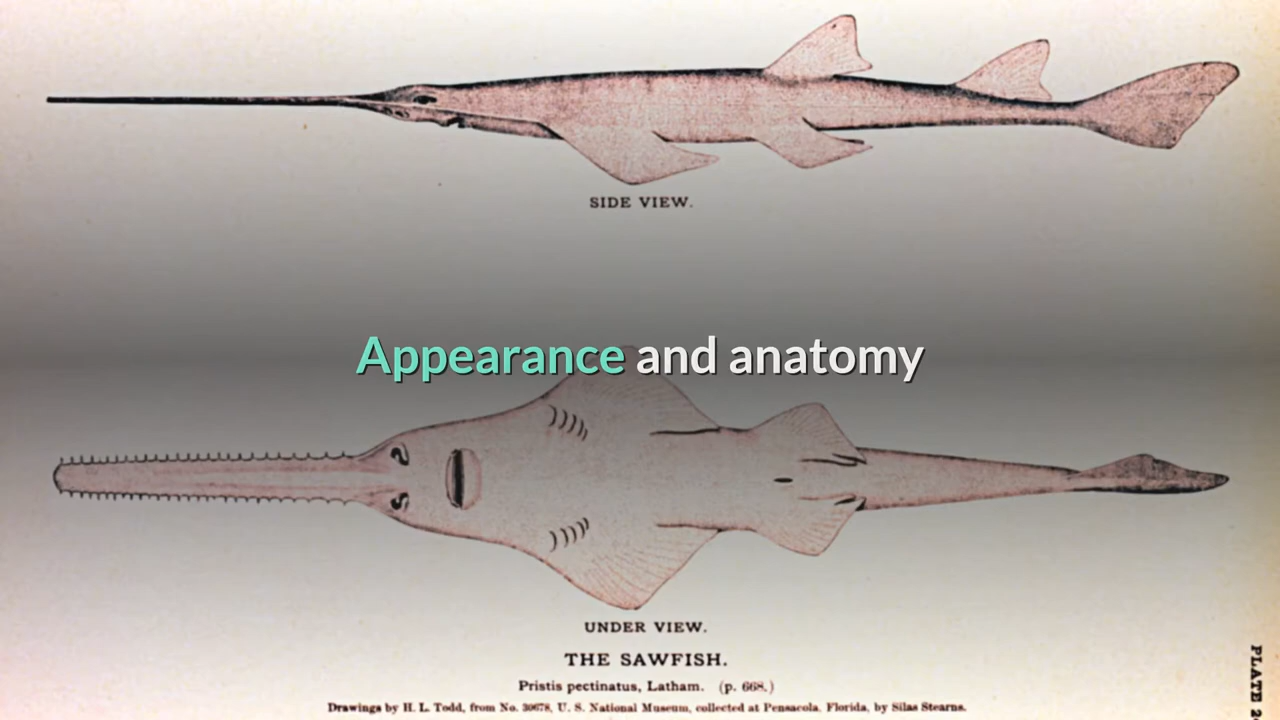 SIDE VIEW.
Appearance and anatomy
UNDER VIEW.
THE SAWFISH.
Pristis pectinatus, Latham. (p. 668.)
Drawings by H. L. Todd, from No. 30678, U. S. National Museum, collected at Pensacola, Florida, by Silas Stearns.
PLATE